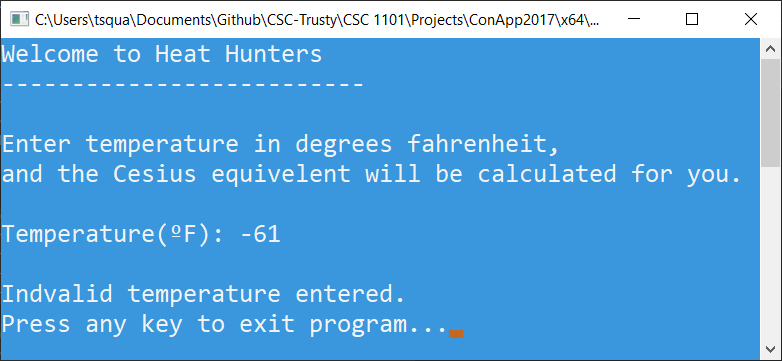 C:\Users\tsqua\Documents\Github\CSC-Trusty\CSC 1101\Projects\ConApp2017\x64\...
Welcome to Heat Hunters
--------------------------
Enter temperature in degrees fahrenheit,
and the Cesius equivelent will be calculated for you.
Temperature(ºF): -61
Indvalid temperature entered.
Press any key to exit program...